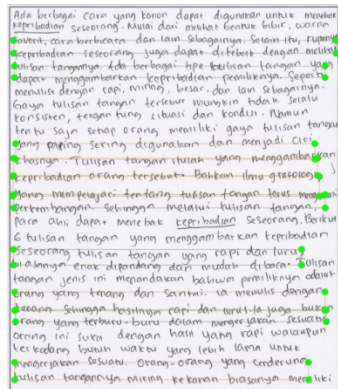 Ada berbagai cara yang konon dapat digunakan untuk menebak
kepribadian seseorang. Mulai dari melihat bentuk bibir, warna
favorit, cara berbicara dan lain sebagainya. Selain itu, rupanya
kepribadian seseorang juga dapat ditebak dengan melihat
tulisan tangannya. Ada berbagai tipe tulisan tangan yang
dapat menggambarkan kepribadian pemiliknya. Seperti
menulis dengan rapi, miring, besar, dan lain sebagainya.
Gaya tulisan tangan tersebut mungkin tidak selalu
konsisten, tergantung situasi dan kondisi. Namun
tentu saja setiap orang memiliki gaya tulisan tangan
yang paling sering digunakan dan menjadi ciri
khasnya. Tulisan tangan itulah yang menggambarkan
kepribadian orang tersebut. Bahkan ilmu grafologi
yang mempelajari tentang tulisan tangan terus
perkembangan. Sehingga melalui tulisan tangan,
para ahli dapat menebak kepribadian seseorang. Berikut
6 tulisan tangan yang menggambarkan kepribadian
seseorang tulisan tangan yang rapi dan lurus
biasanya enak dipandang dan mudah dibaca. Tulisan
tangan jenis ini menandakan bahwa pemiliknya adalah
orang yang tenang dan santai. Ia menulis dengan
tenang sehingga hasilnya rapi dan lurus. Ia juga bukan
orang yang terburu-buru dalam mengerjakan sesuatu
orang ini suka dengan hasil yang rapi walaupun
terkadang butuh waktu yang lebih lama untuk
mengerjakan sesuatu. Orang-orang yang cenderung
tulisan tangannya miring ke kanan biasanya memiliki